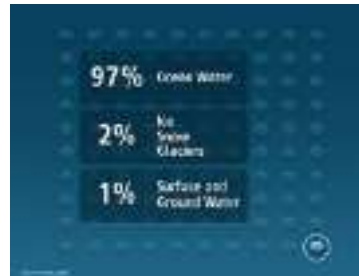 97% Ocean Water
2% Ice
Snow
Glaciers
1% Surface and
Ground Water